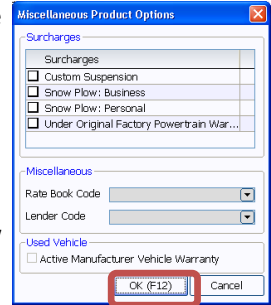 Miscellaneous Product Options
Surcharges
Surcharges
Custom Suspension
Snow Plow: Business
Snow Plow: Personal
Under Original Factory Powertrain War...
Miscellaneous
Rate Book Code
Lender Code
Used Vehicle
Active Manufacturer Vehicle Warranty
OK (F12) Cancel